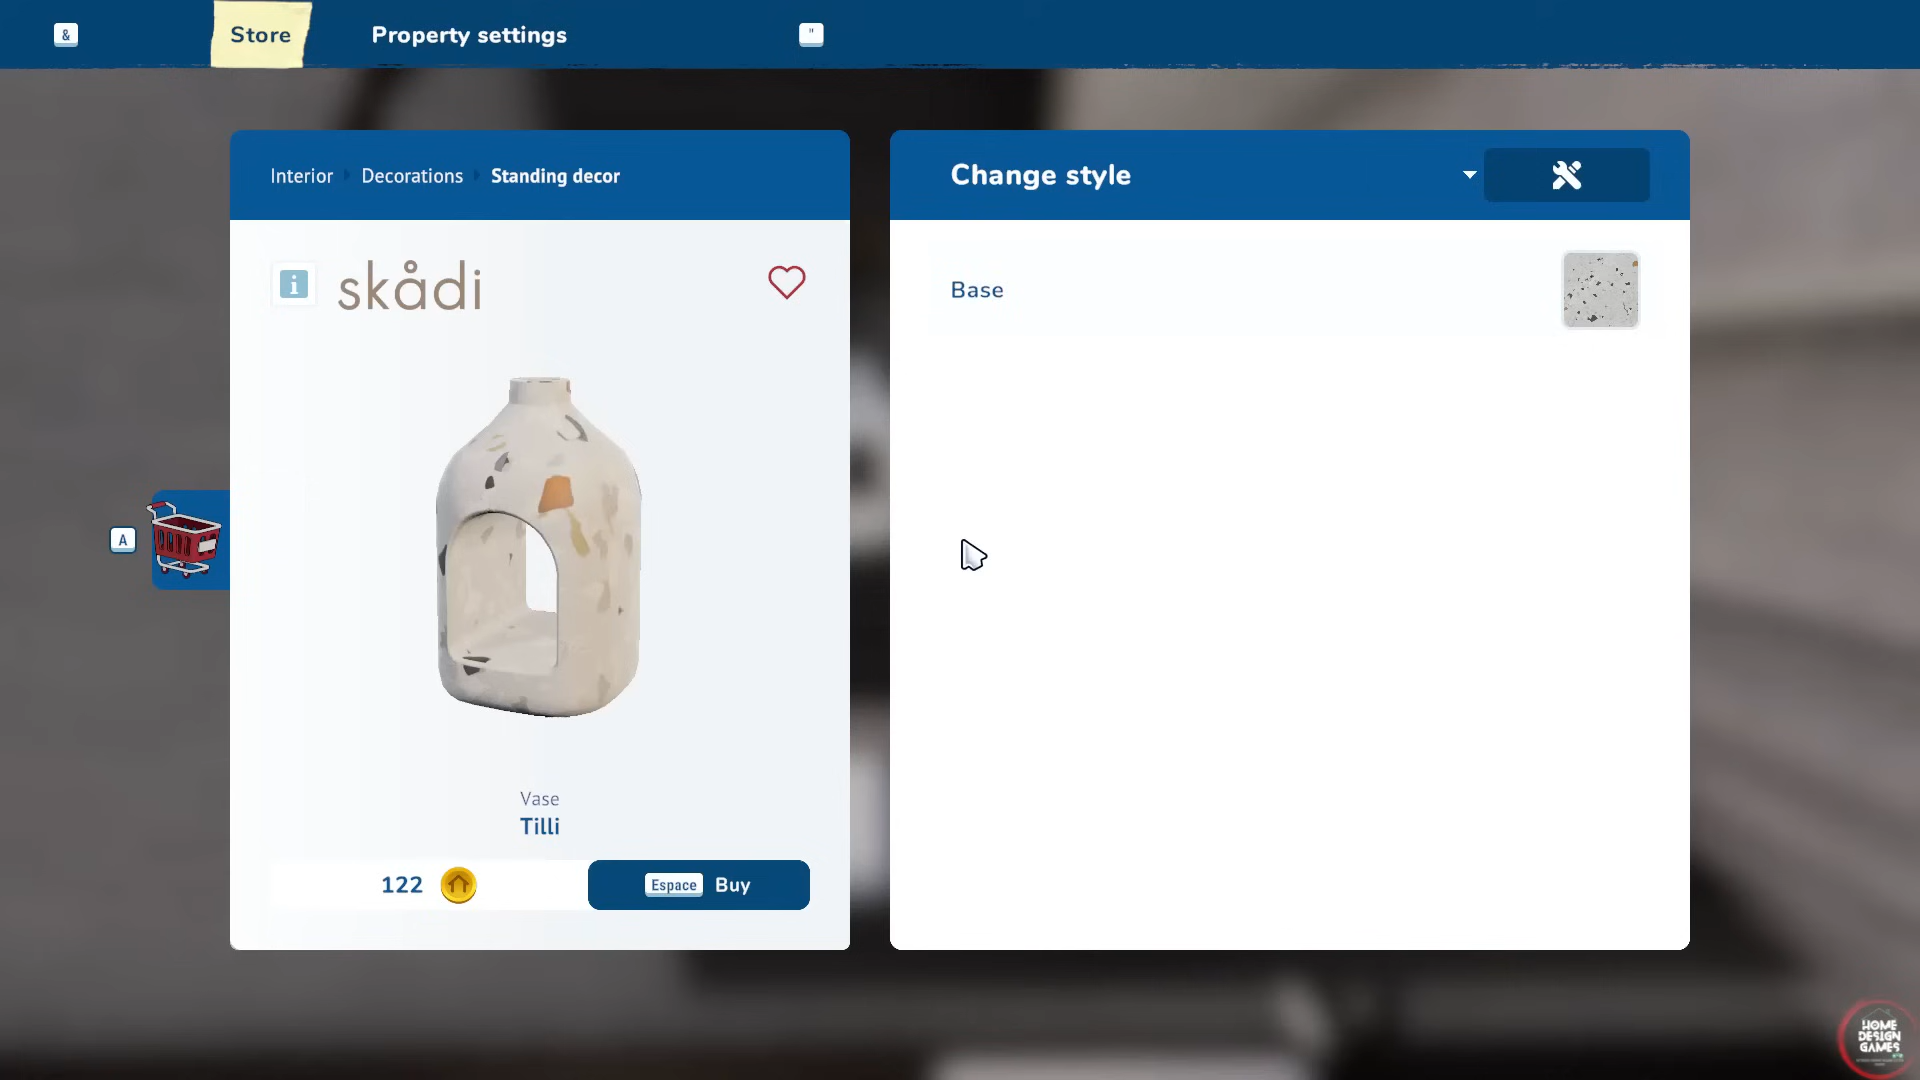 &
Store
Property settings
"
Interior
Decorations
Standing decor
Change style
i
skådi
Base
A
Vase
Tilli
122
Espace
Buy
HOME
DESIGN
GAMES